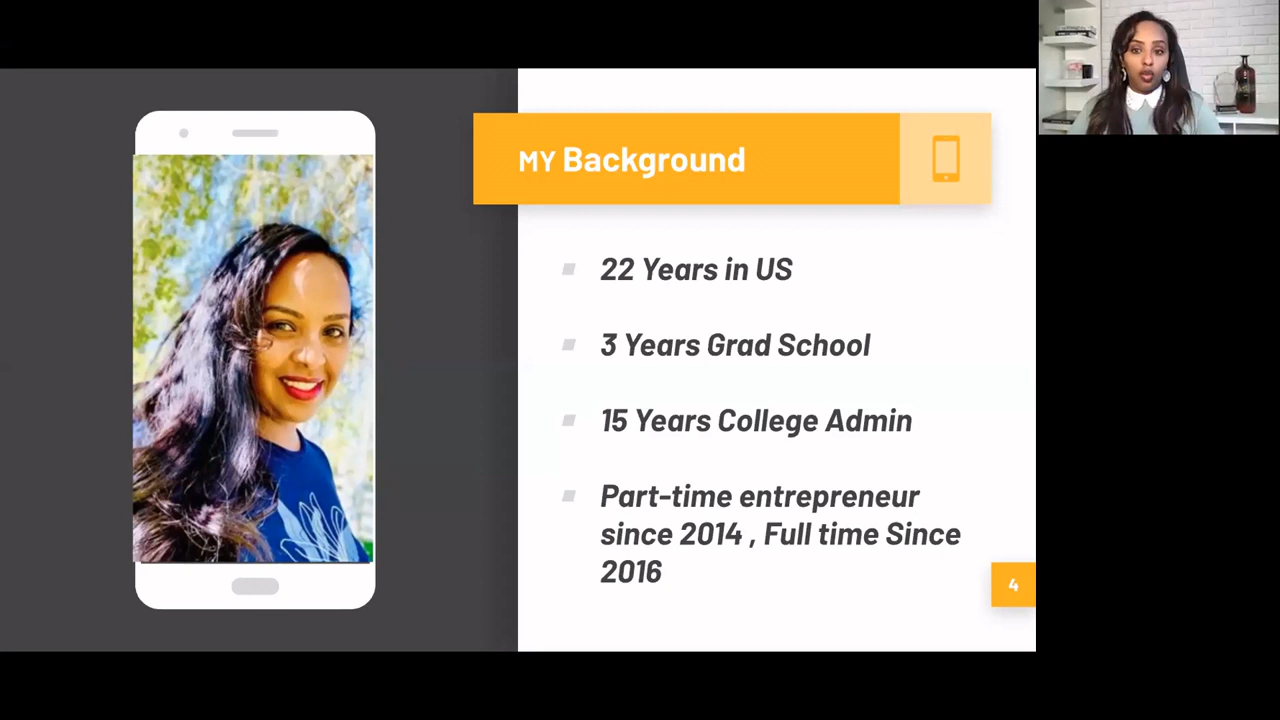 MY Background
22 Years in US
3 Years Grad School
15 Years College Admin
Part-time entrepreneur
since 2014 , Full time Since
2016
4